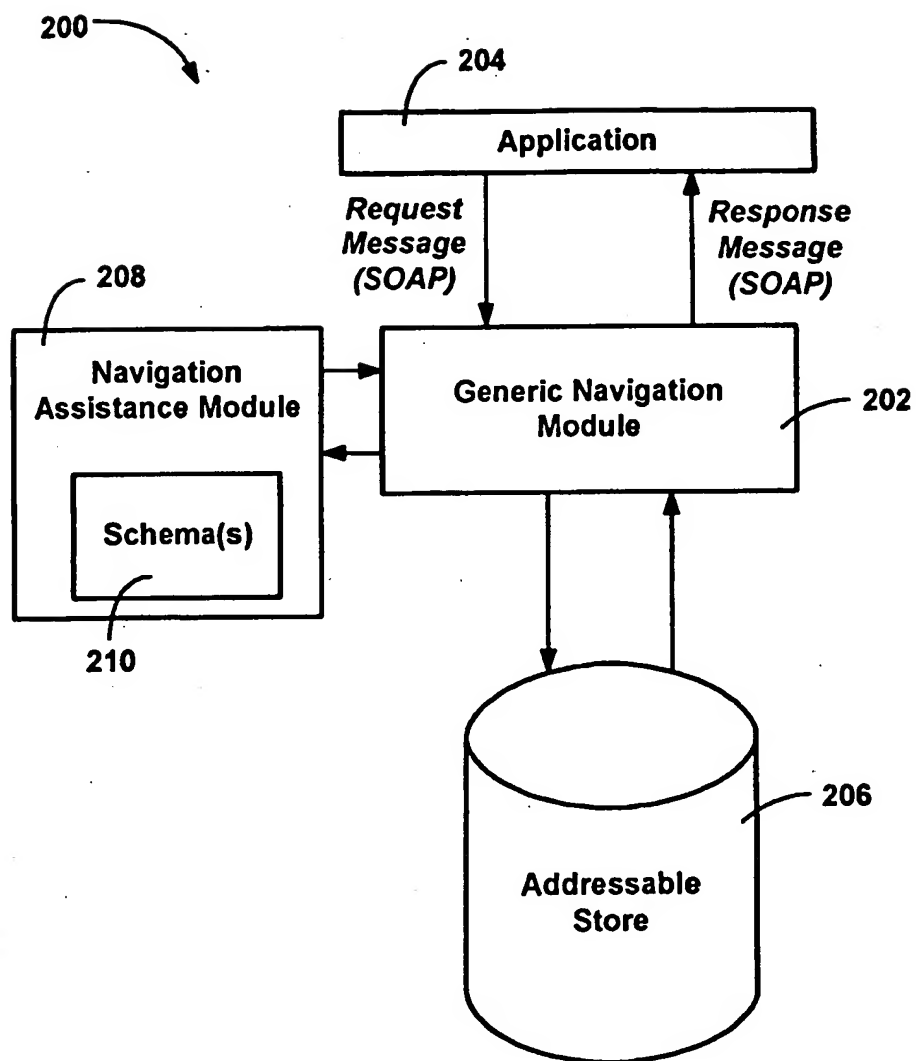 200
204
Application
Request
Message
(SOAP)
Response
Message
(SOAP)
208
Navigation
Assistance Module
Generic Navigation
Module
202
Schema(s)
210
206
Addressable
Store